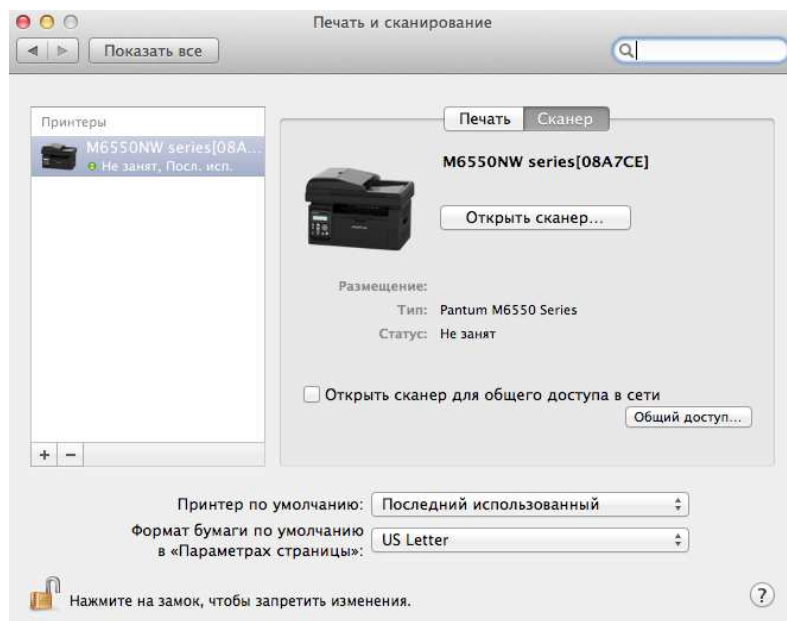 Печать и сканирование
Показать все
Принтеры
M6550NW series[08A...
Не занят, Посл. исп.
Печать
Сканер
M6550NW series[08A7CE]
Открыть сканер...
Размещение:
Тип: Pantum M6550 Series
Статус: Не занят
Открыть сканер для общего доступа в сети
Общий доступ...
+ −
Принтер по умолчанию: Последний использованный
Формат бумаги по умолчанию
в «Параметрах страницы»: US Letter
Нажмите на замок, чтобы запретить изменения.
?